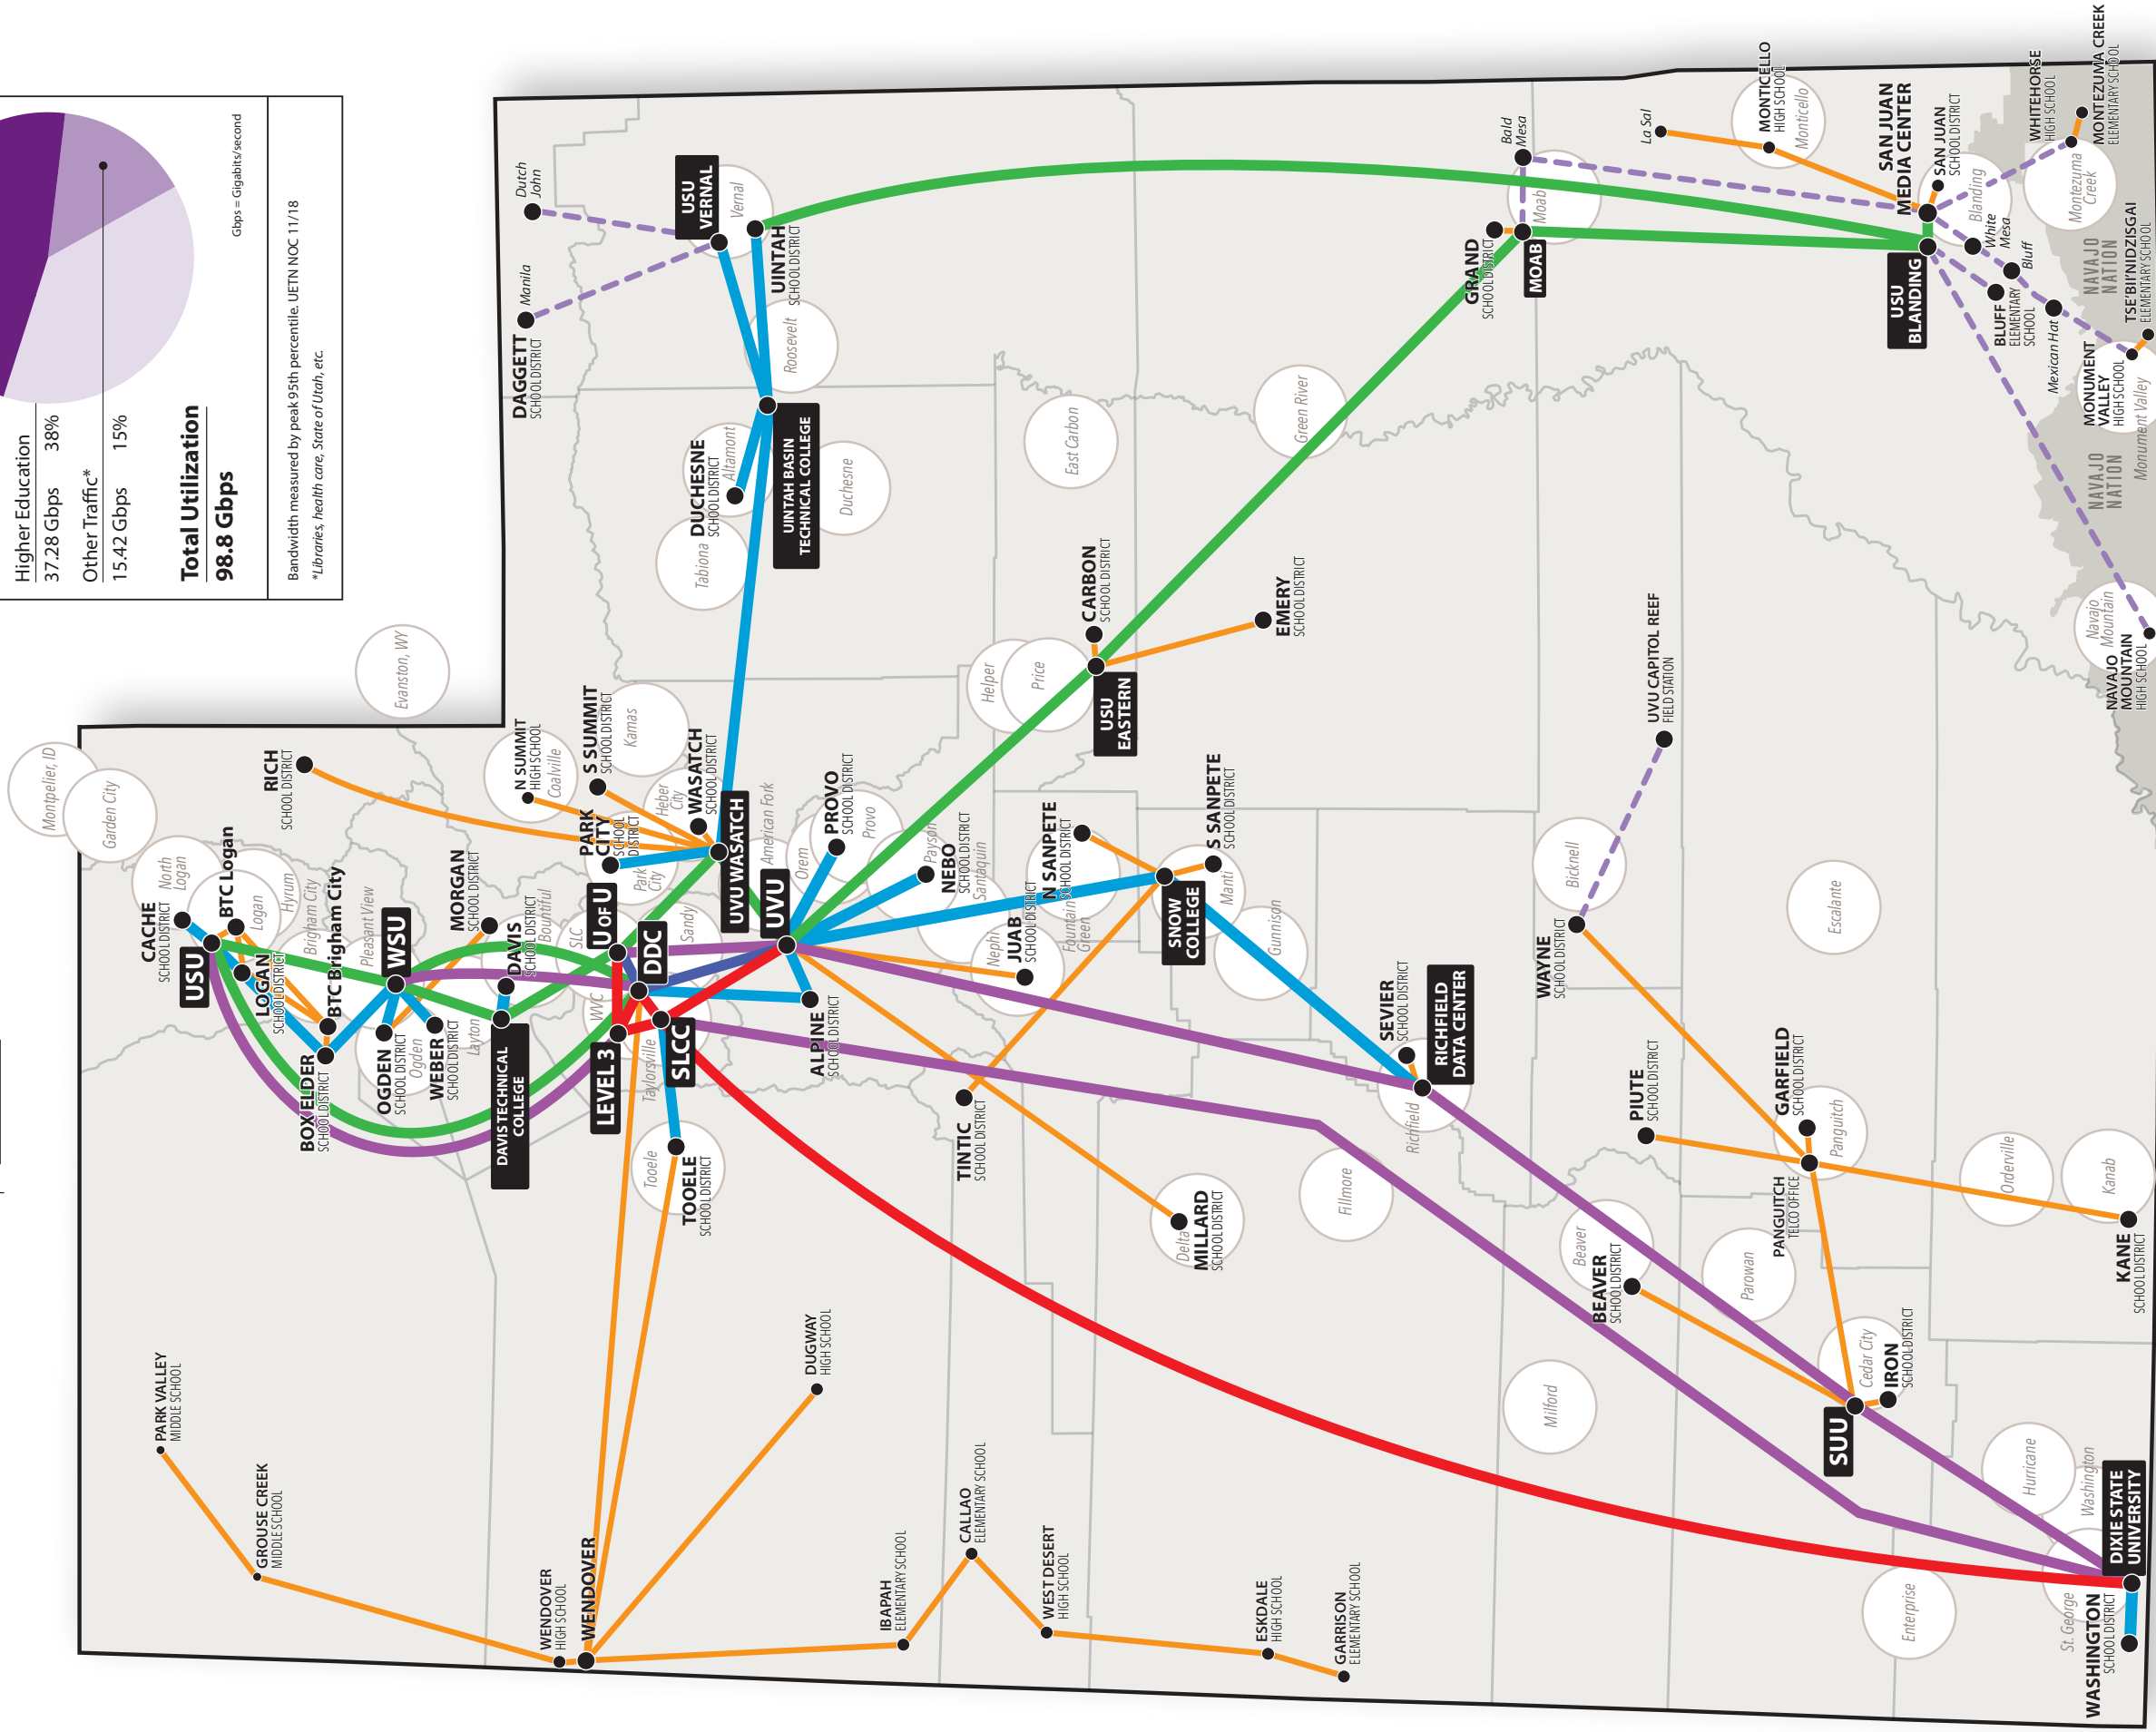 Higher Education
37.28 Gbps 38%
Other Traffic*
15.42 Gbps 15%
Total Utilization
98.8 Gbps
Gbps = Gigabits/second
Bandwidth measured by peak 95th percentile. UETN NOC 11/18
*Libraries, health care, State of Utah, etc.
Montpelier, ID
Garden City
Evanston, WY
RICH
SCHOOL DISTRICT
North
Logan
CACHE
SCHOOL DISTRICT
USU
BTC Logan
Logan
Hyrum
LOGAN
SCHOOL DISTRICT
Brigham City
BTC Brigham City
BOX ELDER
SCHOOL DISTRICT
Pleasant View
WSU
OGDEN
SCHOOL DISTRICT
Ogden
WEBER
SCHOOL DISTRICT
MORGAN
SCHOOL DISTRICT
Layton
DAVIS
SCHOOL DISTRICT
Bountiful
DAVIS TECHNICAL
COLLEGE
N SUMMIT
HIGH SCHOOL
Coalville
S SUMMIT
SCHOOL DISTRICT
Kamas
PARK
CITY
SCHOOL
DISTRICT
Park
City
Heber
City
WASATCH
SCHOOL DISTRICT
UVU WASATCH
SLC
U OF U
DDC
WVC
LEVEL 3
Taylorsville
SLCC
Sandy
Tooele
TOOELE
SCHOOL DISTRICT
American Fork
UVU
Orem
PROVO
SCHOOL DISTRICT
Provo
ALPINE
SCHOOL DISTRICT
Payson
NEBO
SCHOOL DISTRICT
Santaquin
Nephi
JUAB
SCHOOL DISTRICT
N SANPETE
SCHOOL DISTRICT
Fountain
Green
SNOW
COLLEGE
S SANPETE
SCHOOL DISTRICT
Manti
Gunnison
TINTIC
SCHOOL DISTRICT
Delta
MILLARD
SCHOOL DISTRICT
Fillmore
SEVIER
SCHOOL DISTRICT
RICHFIELD
DATA CENTER
Richfield
Dutch
John
Manila
DAGGETT
SCHOOL DISTRICT
USU
VERNAL
Vernal
UINTAH
SCHOOL DISTRICT
Roosevelt
DUCHESNE
SCHOOL DISTRICT
Altamont
UINTAH BASIN
TECHNICAL COLLEGE
Duchesne
Tabiona
Helper
Price
East Carbon
CARBON
SCHOOL DISTRICT
USU
EASTERN
EMERY
SCHOOL DISTRICT
Green River
GRAND
SCHOOL DISTRICT
MOAB
Moab
Bald
Mesa
La Sal
MONTICELLO
HIGH SCHOOL
Monticello
SAN JUAN
MEDIA CENTER
SAN JUAN
SCHOOL DISTRICT
USU
BLANDING
Blanding
White
Mesa
Bluff
BLUFF
ELEMENTARY
SCHOOL
Mexican Hat
WHITEHORSE
HIGH SCHOOL
MONTEZUMA CREEK
ELEMENTARY SCHOOL
Montezuma
Creek
NAVAJO
NATION
TSE'BII'NIDZISGAI
ELEMENTARY SCHOOL
MONUMENT
VALLEY
HIGH SCHOOL
Monument Valley
NAVAJO
NATION
Navajo
Mountain
NAVAJO
MOUNTAIN
HIGH SCHOOL
UVU CAPITOL REEF
FIELD STATION
Bicknell
WAYNE
SCHOOL DISTRICT
Escalante
PIUTE
SCHOOL DISTRICT
GARFIELD
SCHOOL DISTRICT
Panguitch
PANGUITCH
TELCO OFFICE
Orderville
Kanab
KANE
SCHOOL DISTRICT
Beaver
BEAVER
SCHOOL DISTRICT
Parowan
Milford
Cedar City
SUU
IRON
SCHOOL DISTRICT
Hurricane
Washington
DIXIE STATE
UNIVERSITY
Enterprise
St. George
WASHINGTON
SCHOOL DISTRICT
PARK VALLEY
MIDDLE SCHOOL
GROUSE CREEK
MIDDLE SCHOOL
WENDOVER
HIGH SCHOOL
WENDOVER
DUGWAY
HIGH SCHOOL
IBAPAH
ELEMENTARY SCHOOL
CALLAO
ELEMENTARY SCHOOL
WEST DESERT
HIGH SCHOOL
ESKDALE
HIGH SCHOOL
GARRISON
ELEMENTARY SCHOOL